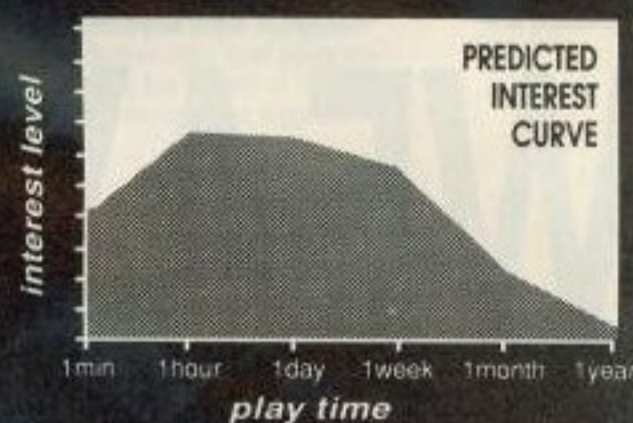 PREDICTED
INTEREST
CURVE
interest level
1min 1hour 1day 1week 1month 1year
play time